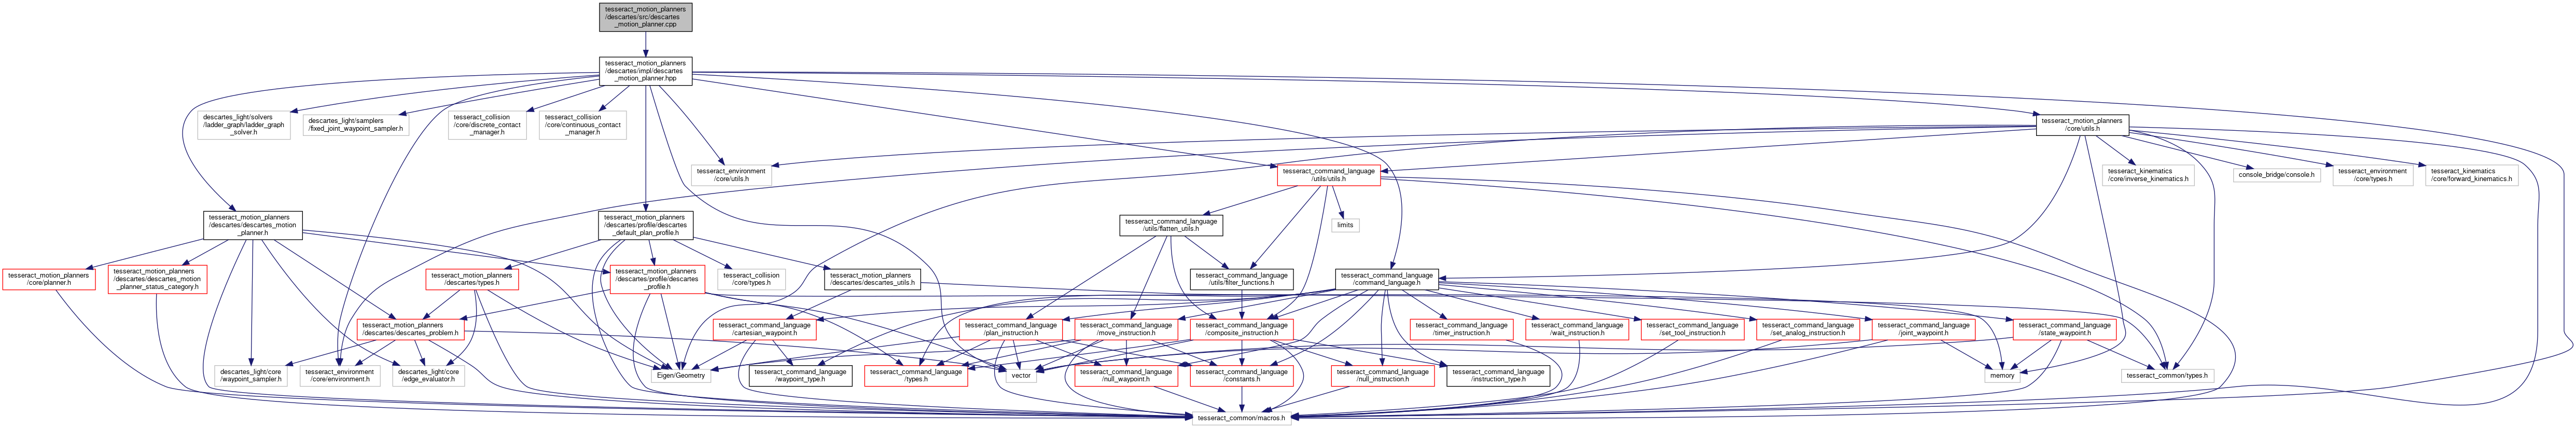 tesseract_motion_planners
/descartes/src/descartes
_motion_planner.cpp
tesseract_motion_planners
/descartes/impl/descartes
_motion_planner.hpp
descartes_light/solvers
/ladder_graph/ladder_graph
_solver.h
descartes_light/samplers
/fixed_joint_waypoint_sampler.h
tesseract_collision
/core/discrete_contact
_manager.h
tesseract_collision
/core/continuous_contact
_manager.h
tesseract_motion_planners
/core/utils.h
tesseract_environment
/core/utils.h
tesseract_command_language
/utils/utils.h
tesseract_kinematics
/core/inverse_kinematics.h
console_bridge/console.h
tesseract_environment
/core/types.h
tesseract_kinematics
/core/forward_kinematics.h
tesseract_motion_planners
/descartes/descartes_motion
_planner.h
tesseract_motion_planners
/descartes/profile/descartes
_default_plan_profile.h
tesseract_command_language
/utils/flatten_utils.h
limits
tesseract_motion_planners
/core/planner.h
tesseract_motion_planners
/descartes/descartes_motion
_planner_status_category.h
tesseract_motion_planners
/descartes/types.h
tesseract_motion_planners
/descartes/profile/descartes
_profile.h
tesseract_collision
/core/types.h
tesseract_motion_planners
/descartes/descartes_utils.h
tesseract_command_language
/utils/filter_functions.h
tesseract_command_language
/command_language.h
tesseract_motion_planners
/descartes/descartes_problem.h
tesseract_command_language
/cartesian_waypoint.h
tesseract_command_language
/plan_instruction.h
tesseract_command_language
/move_instruction.h
tesseract_command_language
/composite_instruction.h
tesseract_command_language
/timer_instruction.h
tesseract_command_language
/wait_instruction.h
tesseract_command_language
/set_tool_instruction.h
tesseract_command_language
/set_analog_instruction.h
tesseract_command_language
/joint_waypoint.h
tesseract_command_language
/state_waypoint.h
descartes_light/core
/waypoint_sampler.h
tesseract_environment
/core/environment.h
descartes_light/core
/edge_evaluator.h
Eigen/Geometry
tesseract_command_language
/waypoint_type.h
tesseract_command_language
/types.h
vector
tesseract_command_language
/null_waypoint.h
tesseract_command_language
/constants.h
tesseract_command_language
/null_instruction.h
tesseract_command_language
/instruction_type.h
memory
tesseract_common/types.h
tesseract_common/macros.h